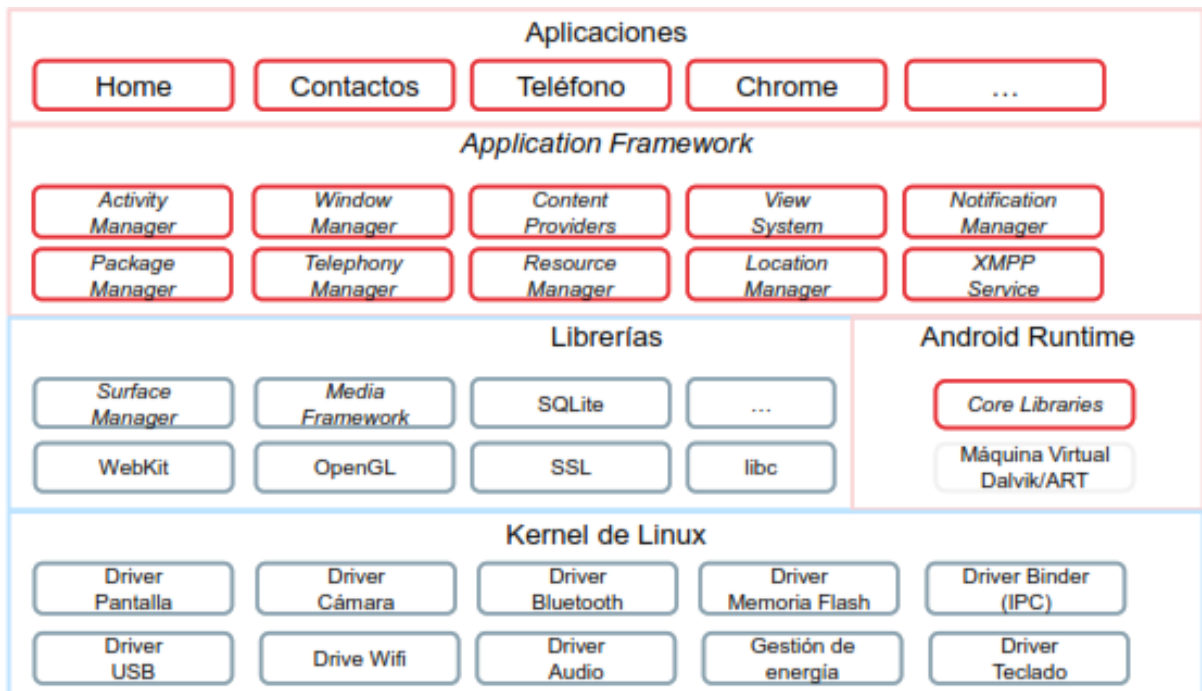 Aplicaciones
Home
Contactos
Teléfono
Chrome
…
Application Framework
Activity
Manager
Window
Manager
Content
Providers
View
System
Notification
Manager
Package
Manager
Telephony
Manager
Resource
Manager
Location
Manager
XMPP
Service
Librerías
Surface
Manager
Media
Framework
SQLite
…
WebKit
OpenGL
SSL
libc
Android Runtime
Core Libraries
Máquina Virtual
Dalvik/ART
Kernel de Linux
Driver
Pantalla
Driver
Cámara
Driver
Bluetooth
Driver
Memoria Flash
Driver Binder
(IPC)
Driver
USB
Drive Wifi
Driver
Audio
Gestión de
energía
Driver
Teclado